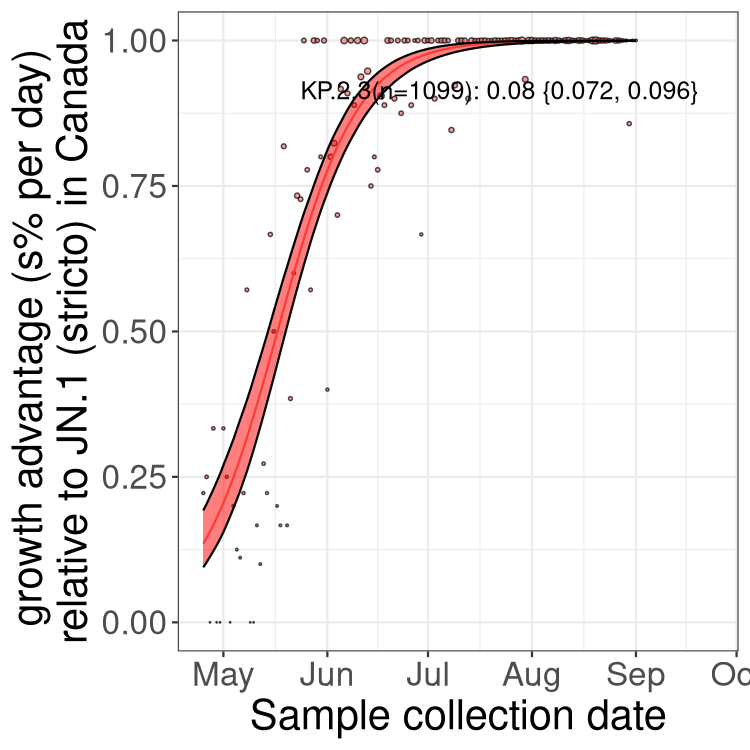 growth advantage (s% per day)
relative to JN.1 (stricto) in Canada
1.00
0.75
0.50
0.25
0.00
KP.2.3(n=1099): 0.08 {0.072, 0.096}
May Jun Jul Aug Sep Oc
Sample collection date